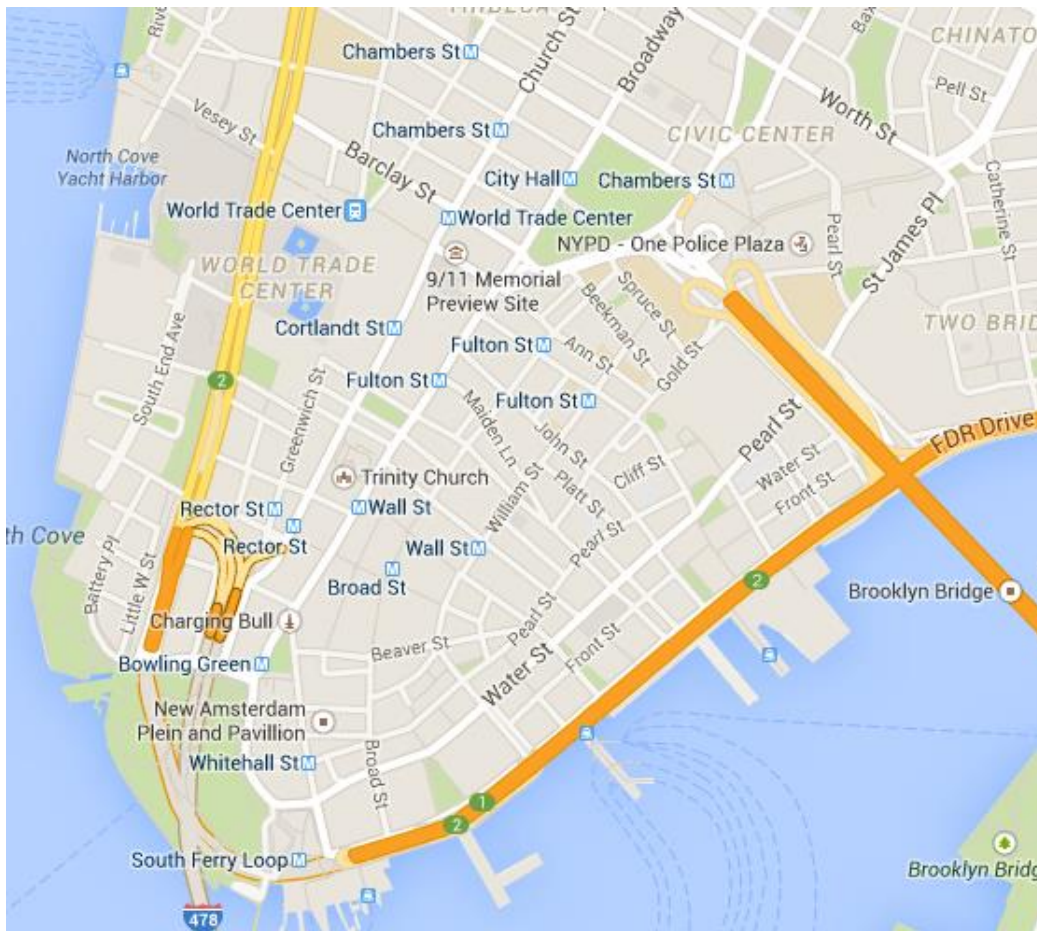 TRIBECA
Chambers St
M
Church St
Broadway
CHINATO
Pell St
Worth St
Vesey St
Chambers St
M
CIVIC CENTER
Barclay St
North Cove
Yacht Harbor
City Hall
M
Chambers St
M
Catherine St
World Trade Center
M
World Trade Center
Pearl St
St James Pl
NYPD - One Police Plaza
WORLD TRADE
CENTER
9/11 Memorial
Preview Site
Spruce St
Beekman St
Cortlandt St
M
Ann St
Gold St
TWO BRID
Fulton St
M
South End Ave
2
Fulton St
M
Fulton St
M
Greenwich St
Maiden Ln
John St
Pearl St
FDR Drive
Trinity Church
Cliff St
Water St
Platt St
William St
Front St
Rector St
M
M
Wall St
M
Rector St
Wall St
M
Pearl St
th Cove
Battery Pl
Little W St
Broad St
M
2
Brooklyn Bridge
Charging Bull
Pearl St
Beaver St
Front St
Bowling Green
M
Water St
New Amsterdam
Plein and Pavillion
Whitehall St
M
Broad St
1
2
South Ferry Loop
M
Brooklyn Bridg
478